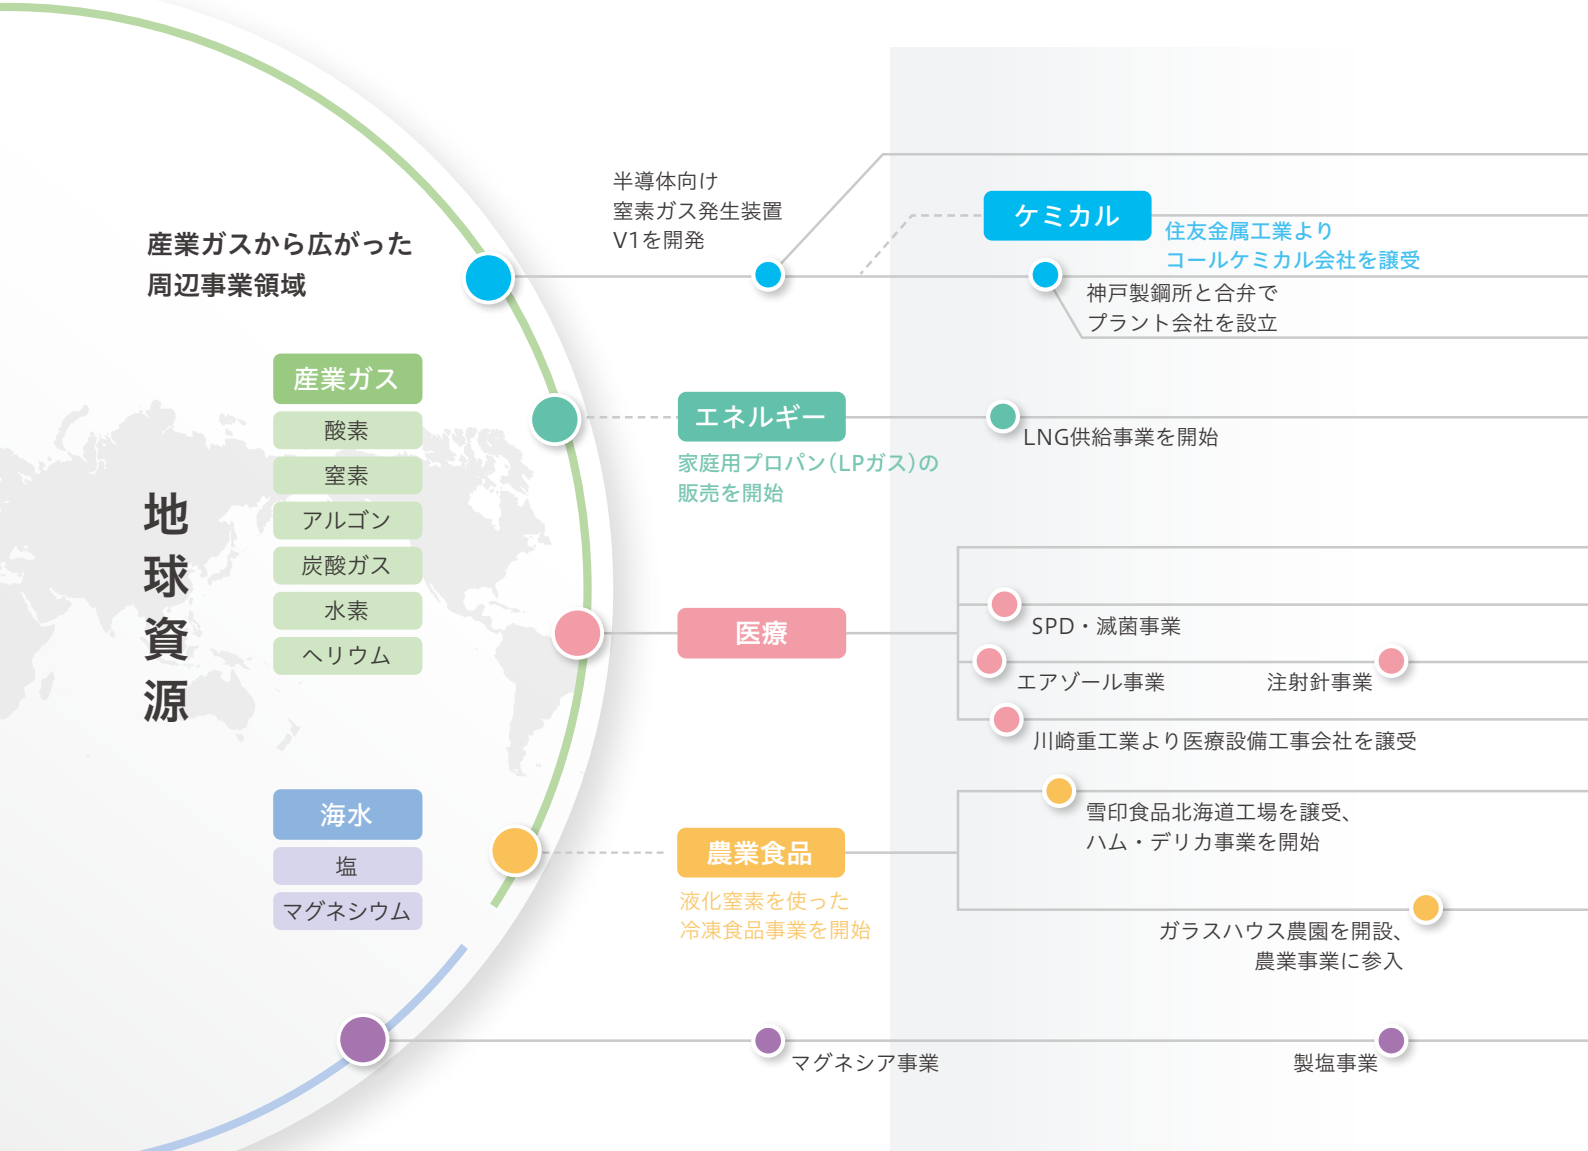 産業ガスから広がった
周辺事業領域
地球資源
産業ガス
酸素
窒素
アルゴン
炭酸ガス
水素
ヘリウム
海水
塩
マグネシウム
半導体向け
窒素ガス発生装置
V1を開発
ケミカル
住友金属工業より
コールケミカル会社を譲受
神戸製鋼所と合弁で
プラント会社を設立
エネルギー
家庭用プロパン(LPガス)の
販売を開始
LNG供給事業を開始
医療
SPD・滅菌事業
エアゾール事業
注射針事業
川崎重工業より医療設備工事会社を譲受
農業食品
液化窒素を使った
冷凍食品事業を開始
雪印食品北海道工場を譲受、
ハム・デリカ事業を開始
ガラスハウス農園を開設、
農業事業に参入
マグネシア事業
製塩事業